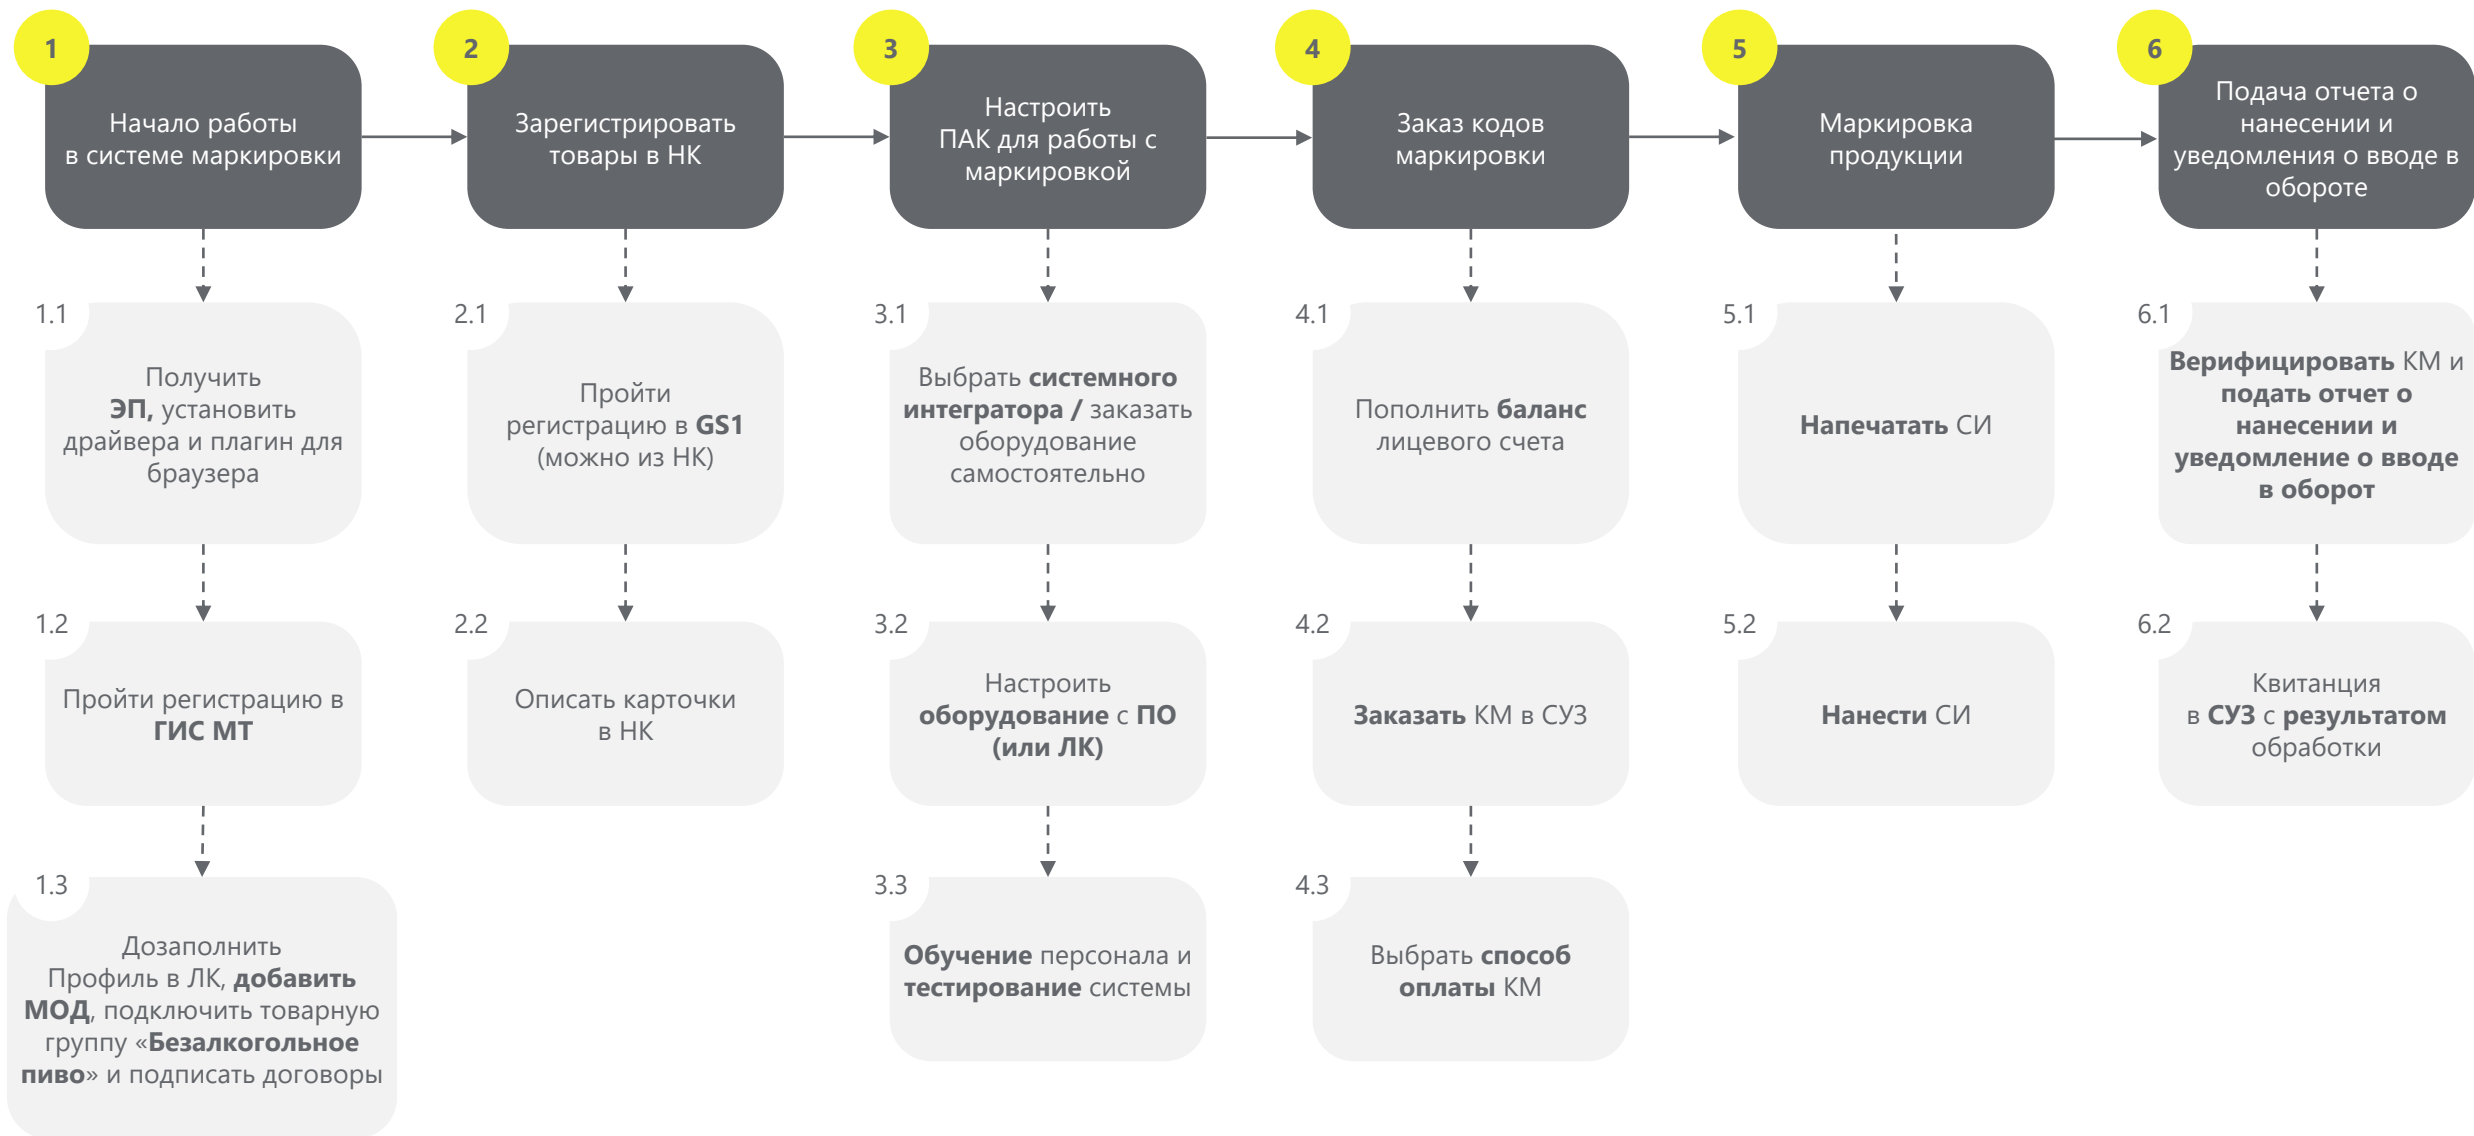 1
Начало работы
в системе маркировки
2
Зарегистрировать
товары в НК
3
Настроить
ПАК для работы с
маркировкой
4
Заказ кодов
маркировки
5
Маркировка
продукции
6
Подача отчета о
нанесении и
уведомления о вводе в
обороте
1.1
Получить
ЭП, установить
драйвера и плагин для
браузера
1.2
Пройти регистрацию в
ГИС МТ
1.3
Дозаполнить
Профиль в ЛК, добавить
МОД, подключить товарную
группу «Безалкогольное
пиво» и подписать договоры
2.1
Пройти
регистрацию в GS1
(можно из НК)
2.2
Описать карточки
в НК
3.1
Выбрать системного
интегратора / заказать
оборудование
самостоятельно
3.2
Настроить
оборудование с ПО
(или ЛК)
3.3
Обучение персонала и
тестирование системы
4.1
Пополнить баланс
лицевого счета
4.2
Заказать КМ в СУЗ
4.3
Выбрать способ
оплаты КМ
5.1
Напечатать СИ
5.2
Нанести СИ
6.1
Верифицировать КМ и
подать отчет о
нанесении и
уведомление о вводе
в оборот
6.2
Квитанция
в СУЗ с результатом
обработки